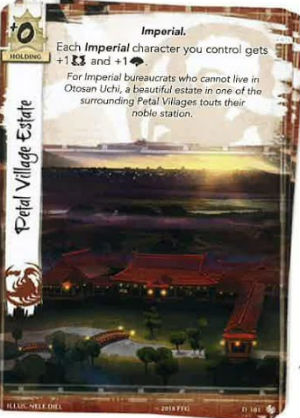 +0
HOLDING
Imperial.
Each Imperial character you control gets
+1 and +1.
For Imperial bureaucrats who cannot live in
Otosan Uchi, a beautiful estate in one of the
surrounding Petal Villages touts their
noble station.
Petal Village Estate
ILLUS. NELE DIEL
© 2018 FFG